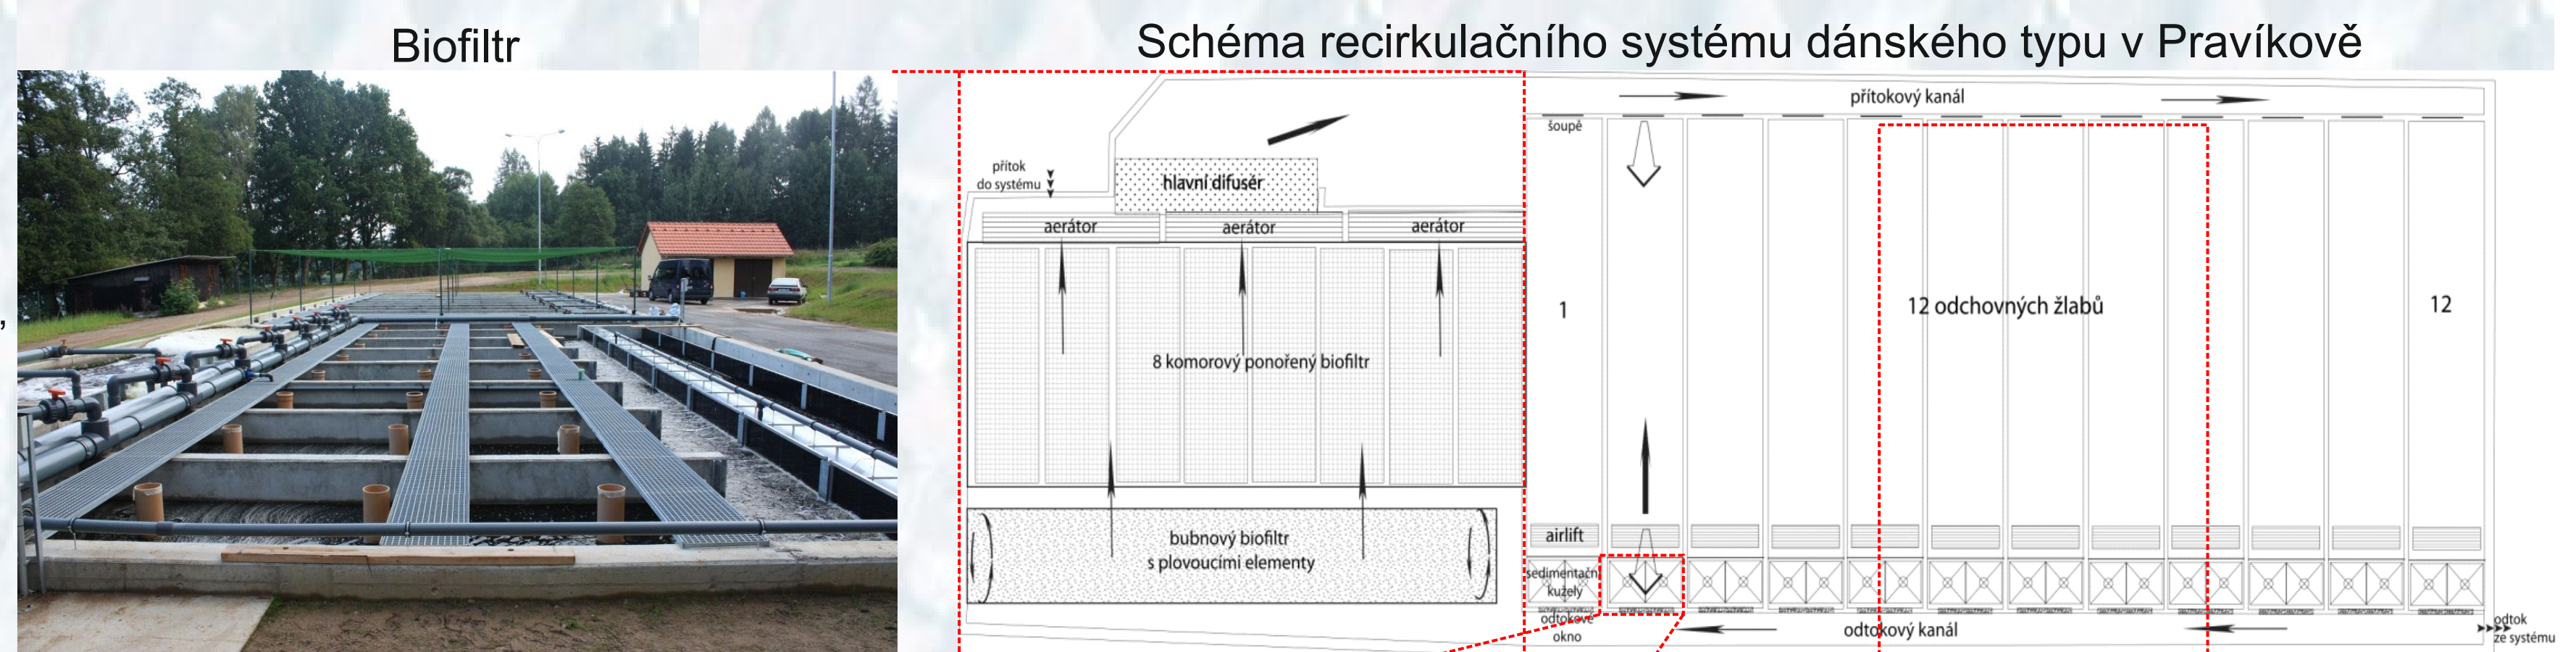 Biofiltr
Schéma recirkulačního systému dánského typu v Pravíkově
,
přítokový kanál
šoupě
přítok
do systému
hlavní difusér
aerátor
aerátor
aerátor
8 komorový ponořený biofiltr
1
12 odchovných žlabů
12
bubnový biofiltr
s plovoucími elementy
airlift
sedimentační
kužely
odtokové
okno
odtokový kanál
odtok
ze systému